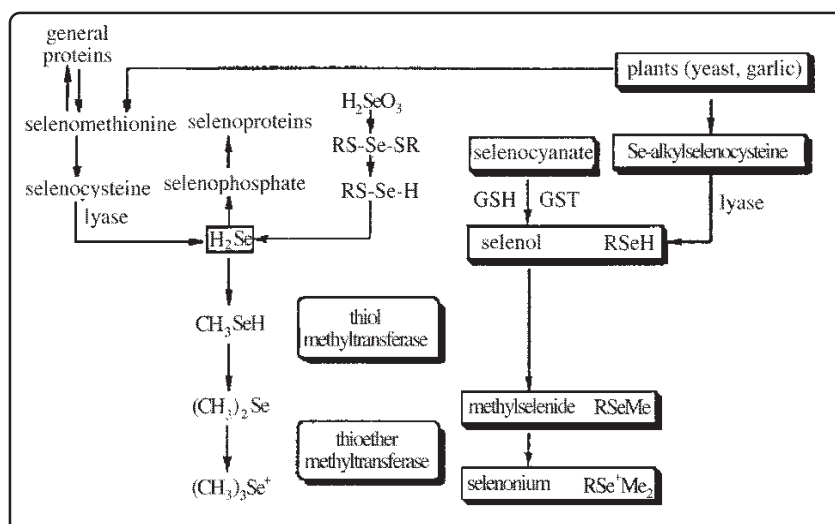 general
proteins
plants (yeast, garlic)
selenomethionine
selenoproteins
H₂SeO₃
RS-Se-SR
selenocyanate
Se-alkylselenocysteine
selenocysteine
lyase
selenophosphate
RS-Se-H
GSH GST
lyase
H₂Se
selenol RSeH
CH₃SeH
thiol
methyltransferase
(CH₃)₂Se
methylselenide RSeMe
thioether
methyltransferase
(CH₃)₃Se⁺
selenonium RSe⁺Me₂